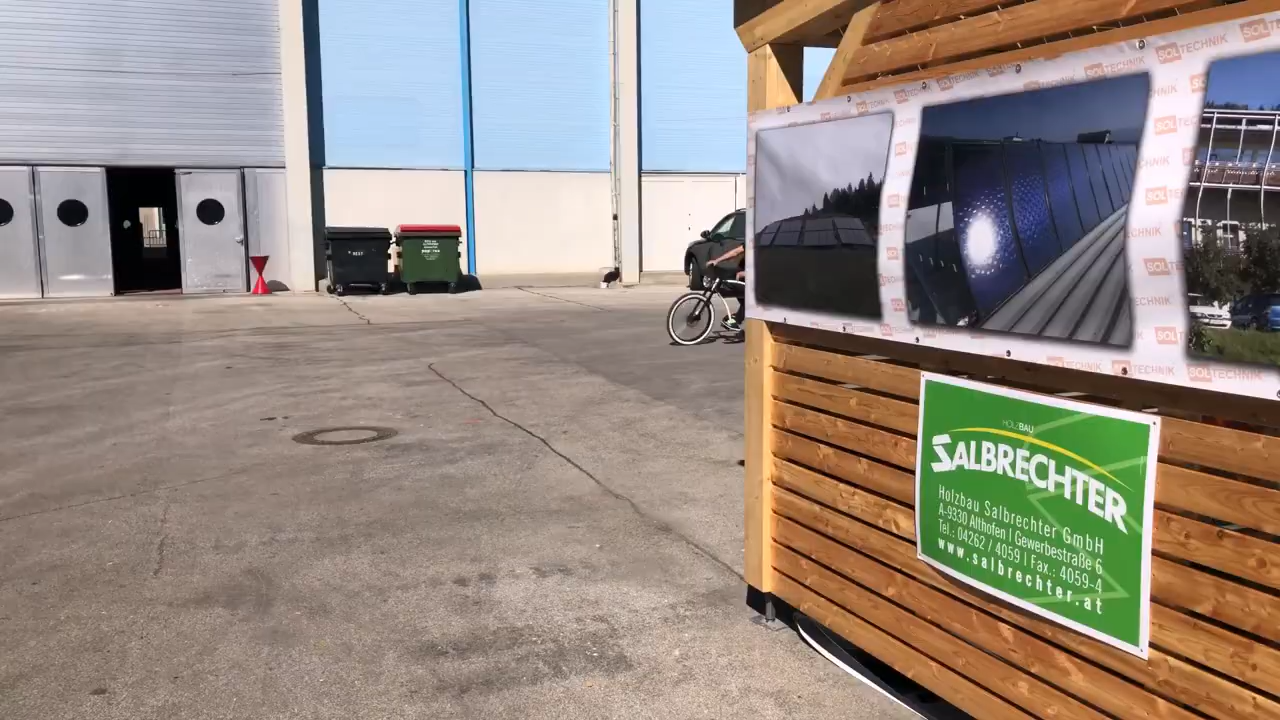 SOLTECHNIK
HOLZBAU
SALBRECHTER
Holzbau Salbrechter GmbH
A-9330 Althofen | Gewerbestraße 6
Tel.: 04262 / 4059 | Fax.: 4059-4
www.salbrechter.at